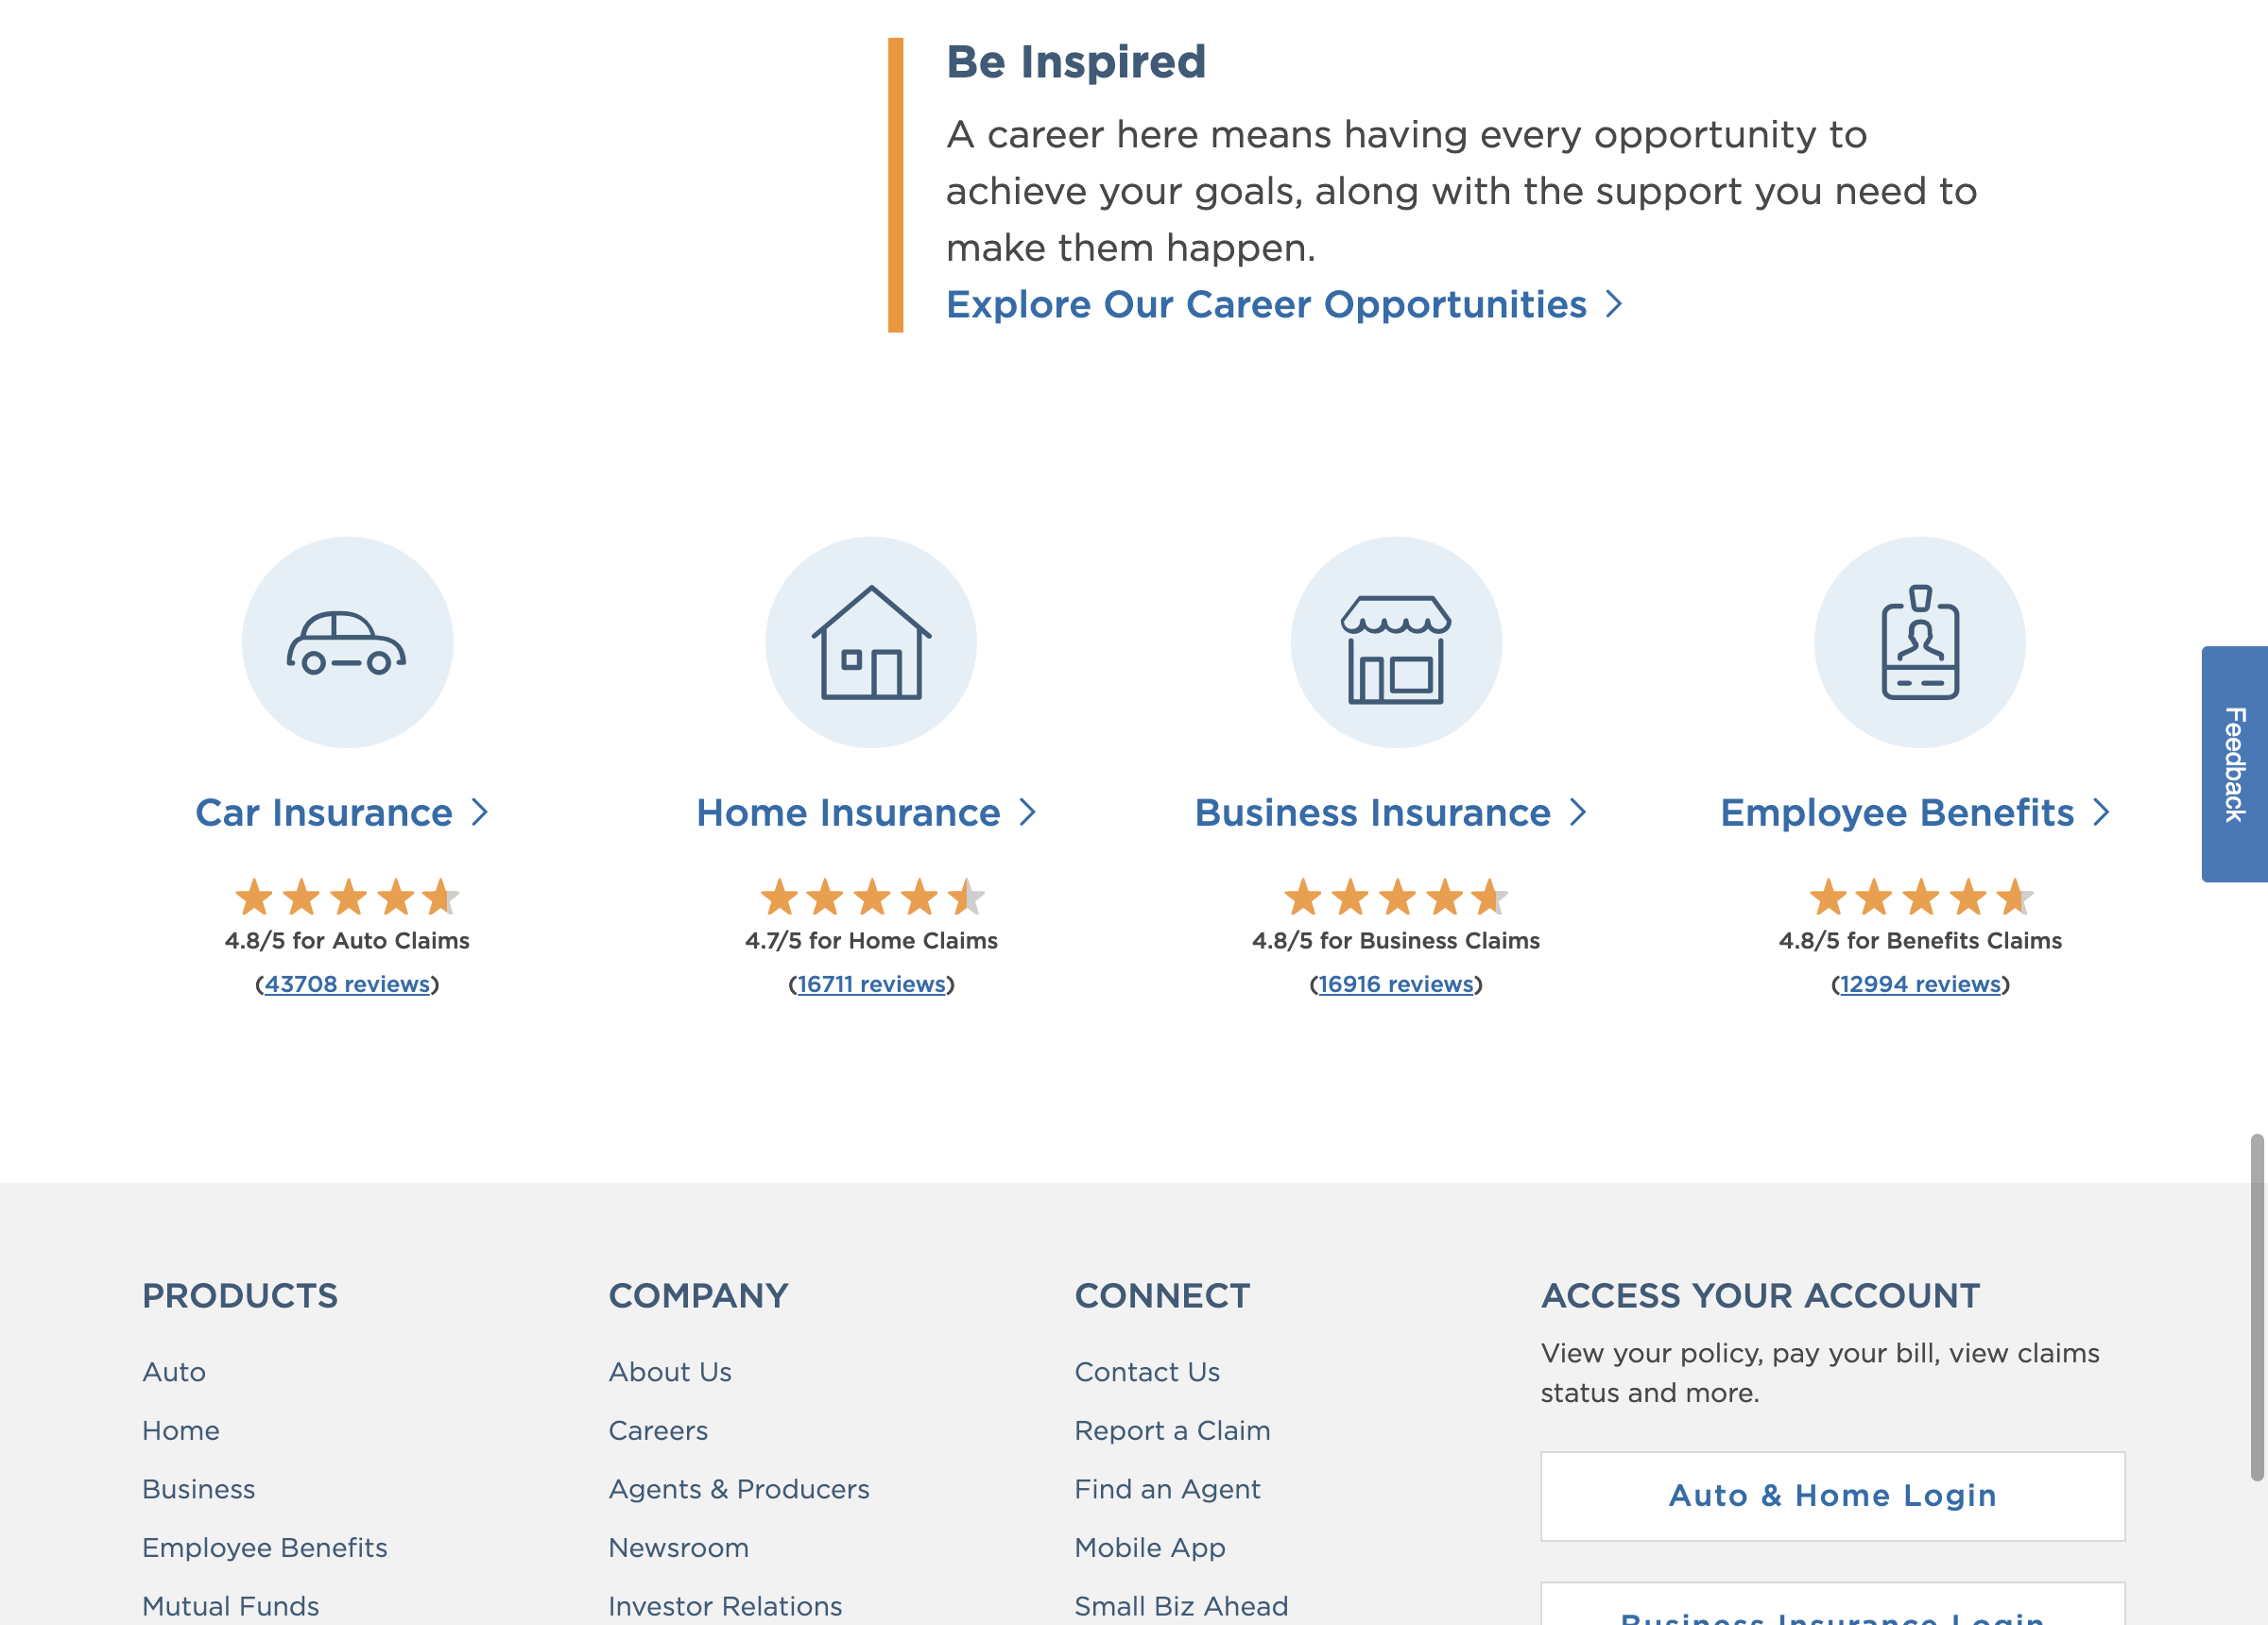 Be Inspired
A career here means having every opportunity to
achieve your goals, along with the support you need to
make them happen.
Explore Our Career Opportunities
Car Insurance
4.8/5 for Auto Claims
(43708 reviews)
Home Insurance
4.7/5 for Home Claims
(16711 reviews)
Business Insurance
4.8/5 for Business Claims
(16916 reviews)
Employee Benefits
4.8/5 for Benefits Claims
(12994 reviews)
Feedback
PRODUCTS
Auto
Home
Business
Employee Benefits
Mutual Funds
COMPANY
About Us
Careers
Agents & Producers
Newsroom
Investor Relations
CONNECT
Contact Us
Report a Claim
Find an Agent
Mobile App
Small Biz Ahead
ACCESS YOUR ACCOUNT
View your policy, pay your bill, view claims
status and more.
Auto & Home Login
Business Insurance Login